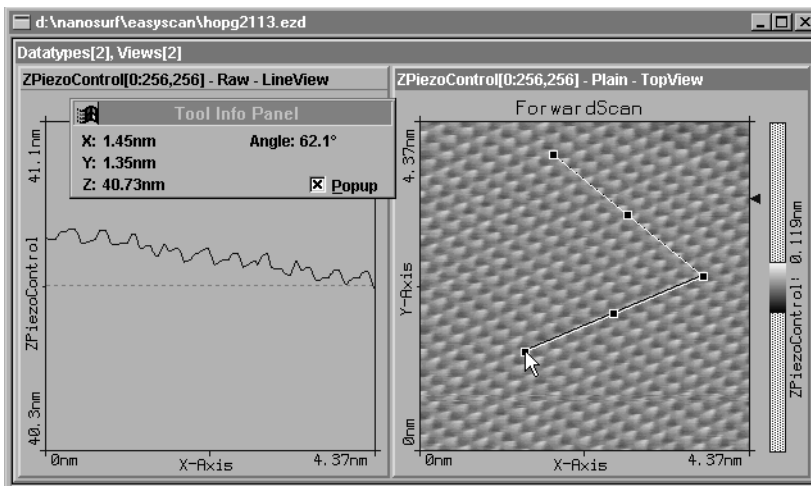 d:\nanosurf\easyscan\hopg2113.ezd
Datatypes[2], Views[2]
ZPiezoControl[0:256,256] - Raw - LineView
Tool Info Panel
X: 1.45nm Angle: 62.1°
Y: 1.35nm
Z: 40.73nm Popup
41.1nm
ZPiezoControl
40.3nm
0nm X-Axis 4.37nm
ZPiezoControl[0:256,256] - Plain - TopView
ForwardScan
4.37nm
Y-Axis
0nm
0nm X-Axis 4.37nm
ZPiezoControl: 0.119nm